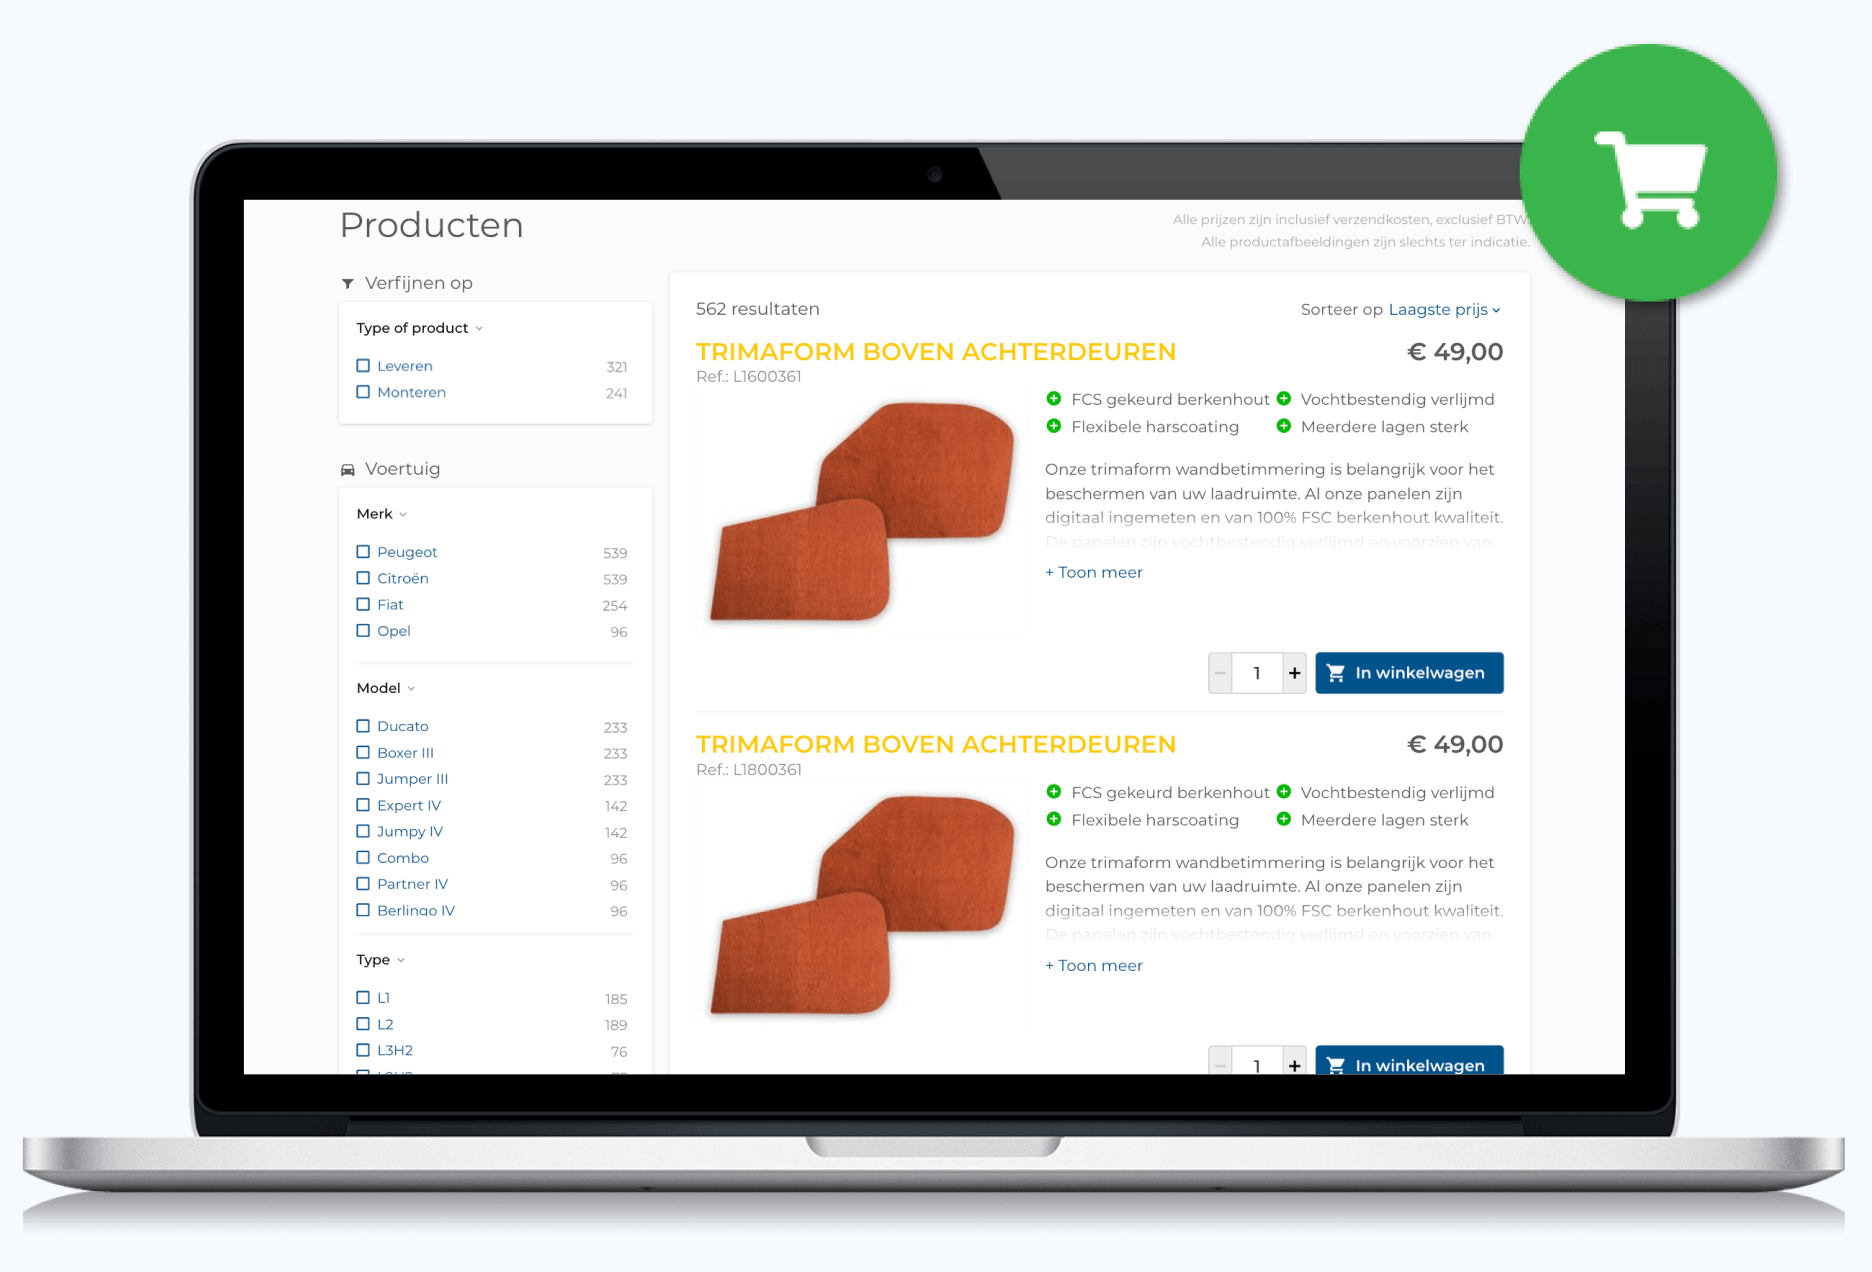 Producten
Alle prijzen zijn inclusief verzendkosten, exclusief BTW
Alle productafbeeldingen zijn slechts ter indicatie.
Verfijnen op
Type of product
Leveren 321
Monteren 241
Voertuig
Merk
Peugeot 539
Citroën 539
Fiat 254
Opel 96
Model
Ducato 233
Boxer III 233
Jumper III 233
Expert IV 142
Jumpy IV 142
Combo 96
Partner IV 96
Berlingo IV 96
Type
L1 185
L2 189
L3H2 76
562 resultaten
Sorteer op Laagste prijs
TRIMAFORM BOVEN ACHTERDEUREN € 49,00
Ref.: L1600361
FCS gekeurd berkenhout Vochtbestendig verlijmd
Flexibele harscoating Meerdere lagen sterk
Onze trimaform wandbetimmering is belangrijk voor het
beschermen van uw laadruimte. Al onze panelen zijn
digitaal ingemeten en van 100% FSC berkenhout kwaliteit.
De panelen zijn vochtbestendig verlijmd en voorzien van
+ Toon meer
− 1 + In winkelwagen
TRIMAFORM BOVEN ACHTERDEUREN € 49,00
Ref.: L1800361
FCS gekeurd berkenhout Vochtbestendig verlijmd
Flexibele harscoating Meerdere lagen sterk
Onze trimaform wandbetimmering is belangrijk voor het
beschermen van uw laadruimte. Al onze panelen zijn
digitaal ingemeten en van 100% FSC berkenhout kwaliteit.
De panelen zijn vochtbestendig verlijmd en voorzien van
+ Toon meer
− 1 + In winkelwagen